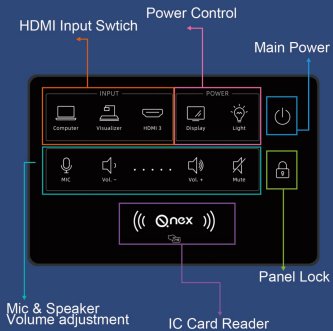 Power Control
HDMI Input Swtich
Main Power
INPUT
POWER
Computer
Visualizer
HDMI 3
Display
Light
MIC
Vol. -
Vol. +
Mute
Qnex
Panel Lock
Mic & Speaker
Volume adjustment
IC Card Reader